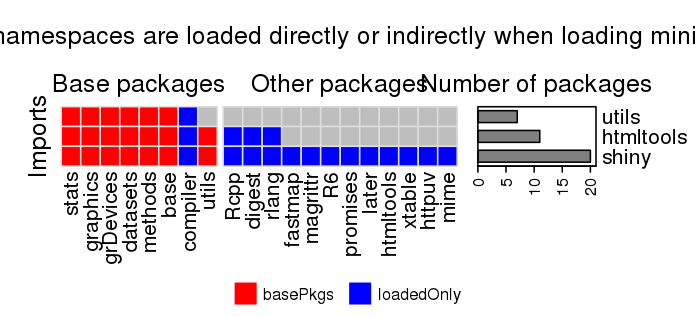 namespaces are loaded directly or indirectly when loading mini
Base packages
Other packages
Number of packages
Imports
utils
htmltools
shiny
0
5
10
15
20
stats
graphics
grDevices
datasets
methods
base
compiler
utils
Rcpp
digest
rlang
fastmap
magrittr
R6
promises
later
htmltools
xtable
httpuv
mime
basePkgs
loadedOnly